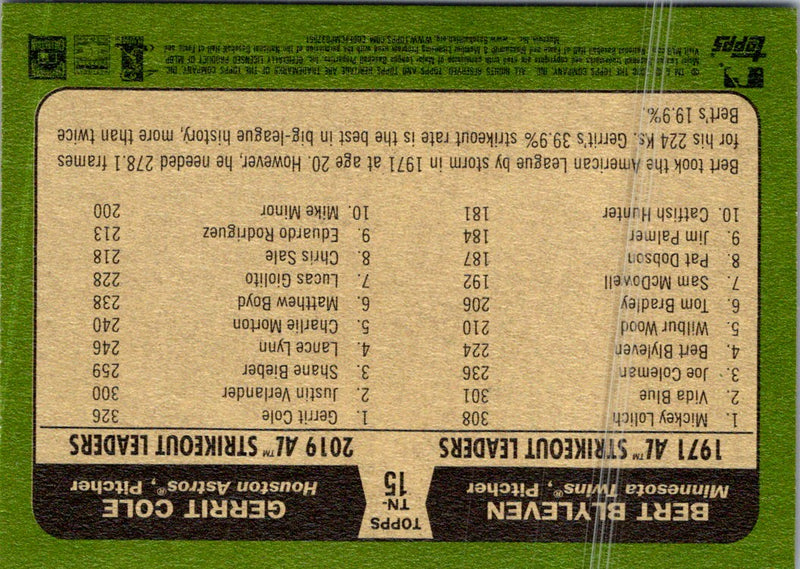 BERT BLYLEVEN
Minnesota Twins®, Pitcher
TOPPS
TN-
15
GERRIT COLE
Houston Astros®, Pitcher
1971 AL™ STRIKEOUT LEADERS
1. Mickey Lolich 308
2. Vida Blue 301
3. Joe Coleman 236
4. Bert Blyleven 224
5. Wilbur Wood 210
6. Tom Bradley 206
7. Sam McDowell 192
8. Pat Dobson 187
9. Jim Palmer 184
10. Catfish Hunter 181
2019 AL™ STRIKEOUT LEADERS
1. Gerrit Cole 326
2. Justin Verlander 300
3. Shane Bieber 259
4. Lance Lynn 246
5. Charlie Morton 240
6. Matthew Boyd 238
7. Lucas Giolito 228
8. Chris Sale 218
9. Eduardo Rodriguez 213
10. Mike Minor 200
Bert took the American League by storm in 1971 at age 20. However, he needed 278.1 frames
for his 224 Ks. Gerrit's 39.9% strikeout rate is the best in big-league history, more than twice
Bert's 19.9%.
topps